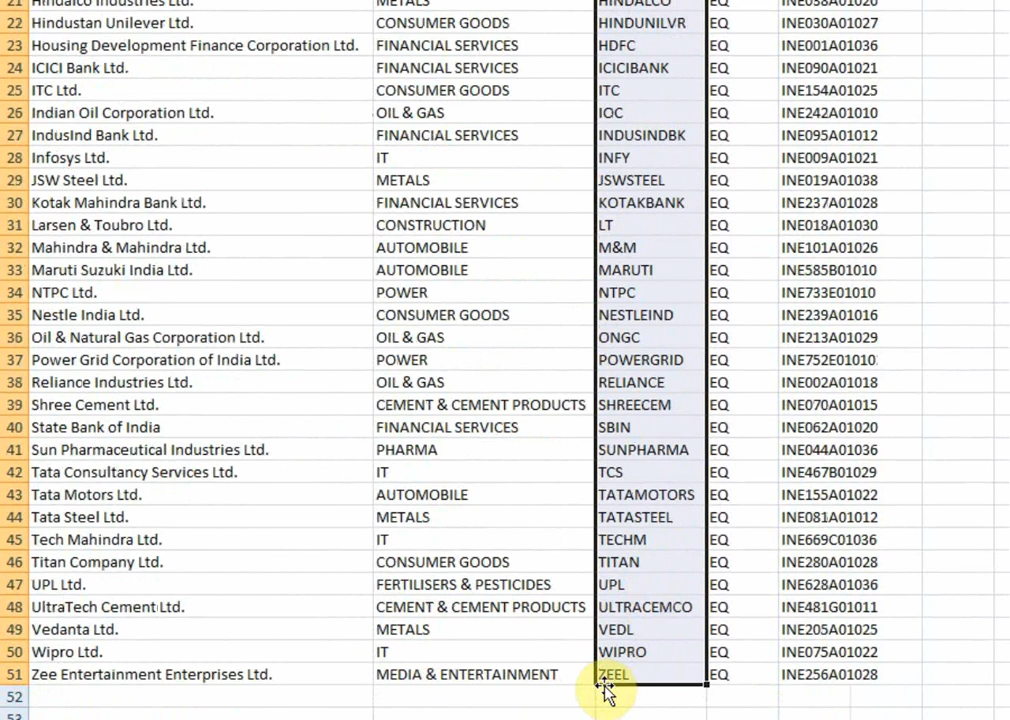 21 Hindalco Industries Ltd. METALS HINDALCO EQ INE038A01020
22 Hindustan Unilever Ltd. CONSUMER GOODS HINDUNILVR EQ INE030A01027
23 Housing Development Finance Corporation Ltd. FINANCIAL SERVICES HDFC EQ INE001A01036
24 ICICI Bank Ltd. FINANCIAL SERVICES ICICIBANK EQ INE090A01021
25 ITC Ltd. CONSUMER GOODS ITC EQ INE154A01025
26 Indian Oil Corporation Ltd. OIL & GAS IOC EQ INE242A01010
27 IndusInd Bank Ltd. FINANCIAL SERVICES INDUSINDBK EQ INE095A01012
28 Infosys Ltd. IT INFY EQ INE009A01021
29 JSW Steel Ltd. METALS JSWSTEEL EQ INE019A01038
30 Kotak Mahindra Bank Ltd. FINANCIAL SERVICES KOTAKBANK EQ INE237A01028
31 Larsen & Toubro Ltd. CONSTRUCTION LT EQ INE018A01030
32 Mahindra & Mahindra Ltd. AUTOMOBILE M&M EQ INE101A01026
33 Maruti Suzuki India Ltd. AUTOMOBILE MARUTI EQ INE585B01010
34 NTPC Ltd. POWER NTPC EQ INE733E01010
35 Nestle India Ltd. CONSUMER GOODS NESTLEIND EQ INE239A01016
36 Oil & Natural Gas Corporation Ltd. OIL & GAS ONGC EQ INE213A01029
37 Power Grid Corporation of India Ltd. POWER POWERGRID EQ INE752E01010
38 Reliance Industries Ltd. OIL & GAS RELIANCE EQ INE002A01018
39 Shree Cement Ltd. CEMENT & CEMENT PRODUCTS SHREECEM EQ INE070A01015
40 State Bank of India FINANCIAL SERVICES SBIN EQ INE062A01020
41 Sun Pharmaceutical Industries Ltd. PHARMA SUNPHARMA EQ INE044A01036
42 Tata Consultancy Services Ltd. IT TCS EQ INE467B01029
43 Tata Motors Ltd. AUTOMOBILE TATAMOTORS EQ INE155A01022
44 Tata Steel Ltd. METALS TATASTEEL EQ INE081A01012
45 Tech Mahindra Ltd. IT TECHM EQ INE669C01036
46 Titan Company Ltd. CONSUMER GOODS TITAN EQ INE280A01028
47 UPL Ltd. FERTILISERS & PESTICIDES UPL EQ INE628A01036
48 UltraTech Cement Ltd. CEMENT & CEMENT PRODUCTS ULTRACEMCO EQ INE481G01011
49 Vedanta Ltd. METALS VEDL EQ INE205A01025
50 Wipro Ltd. IT WIPRO EQ INE075A01022
51 Zee Entertainment Enterprises Ltd. MEDIA & ENTERTAINMENT ZEEL EQ INE256A01028
52
53